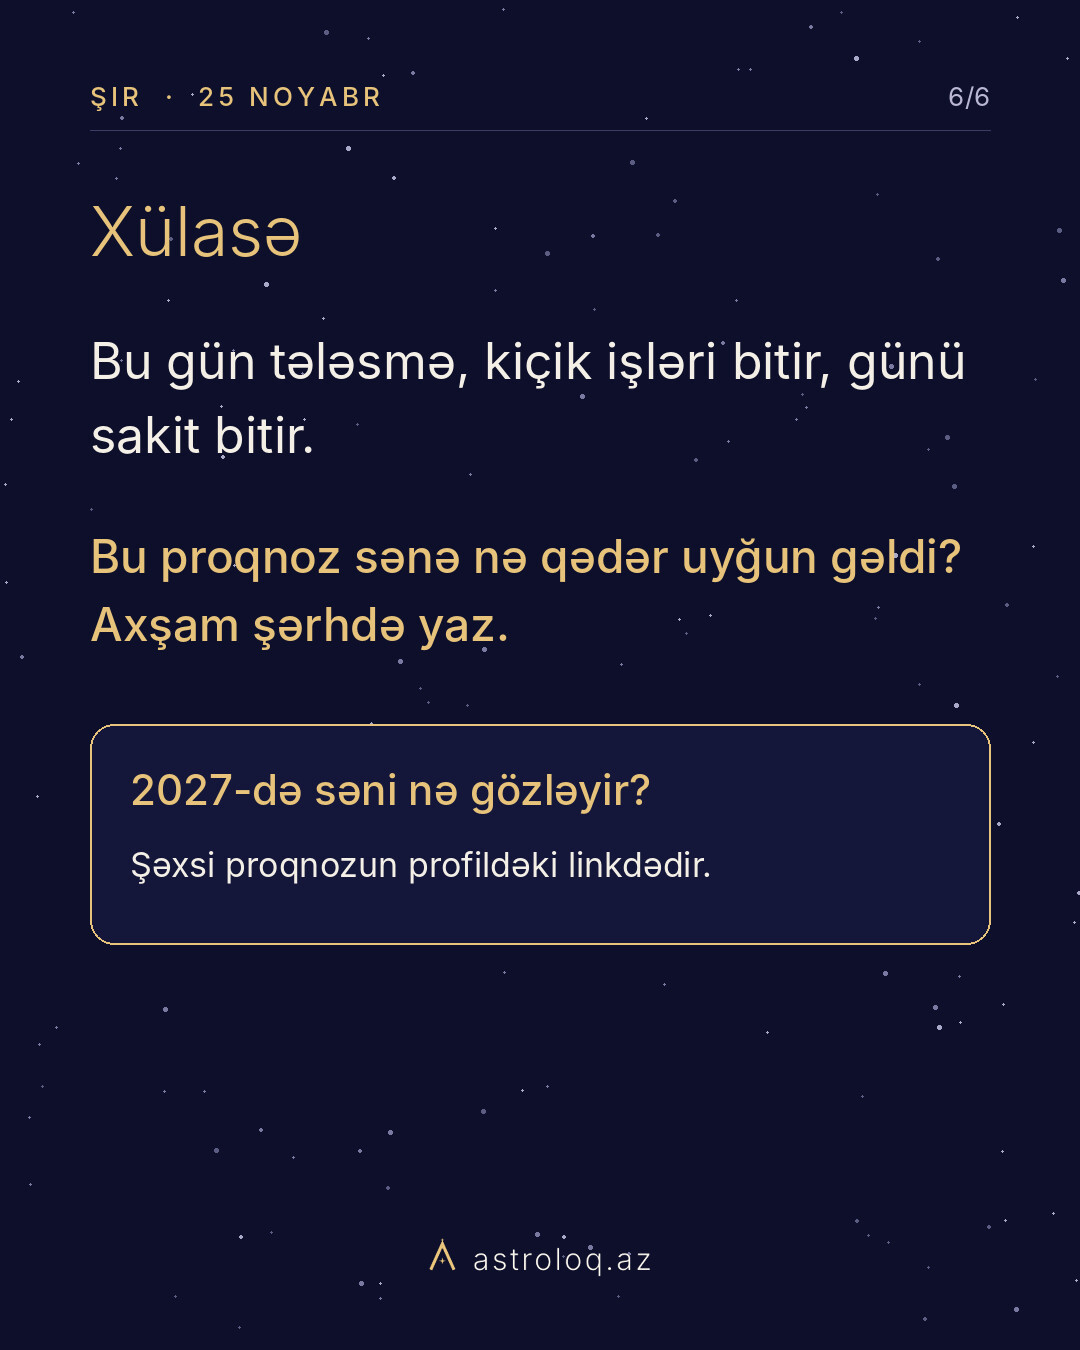 ŞIR · 25 NOYABR
6/6
Xülasə
Bu gün tələsmə, kiçik işləri bitir, günü
sakit bitir.
Bu proqnoz sənə nə qədər uyğun gəldi?
Axşam şərhdə yaz.
2027-də səni nə gözləyir?
Şəxsi proqnozun profildəki linkdədir.
astroloq.az